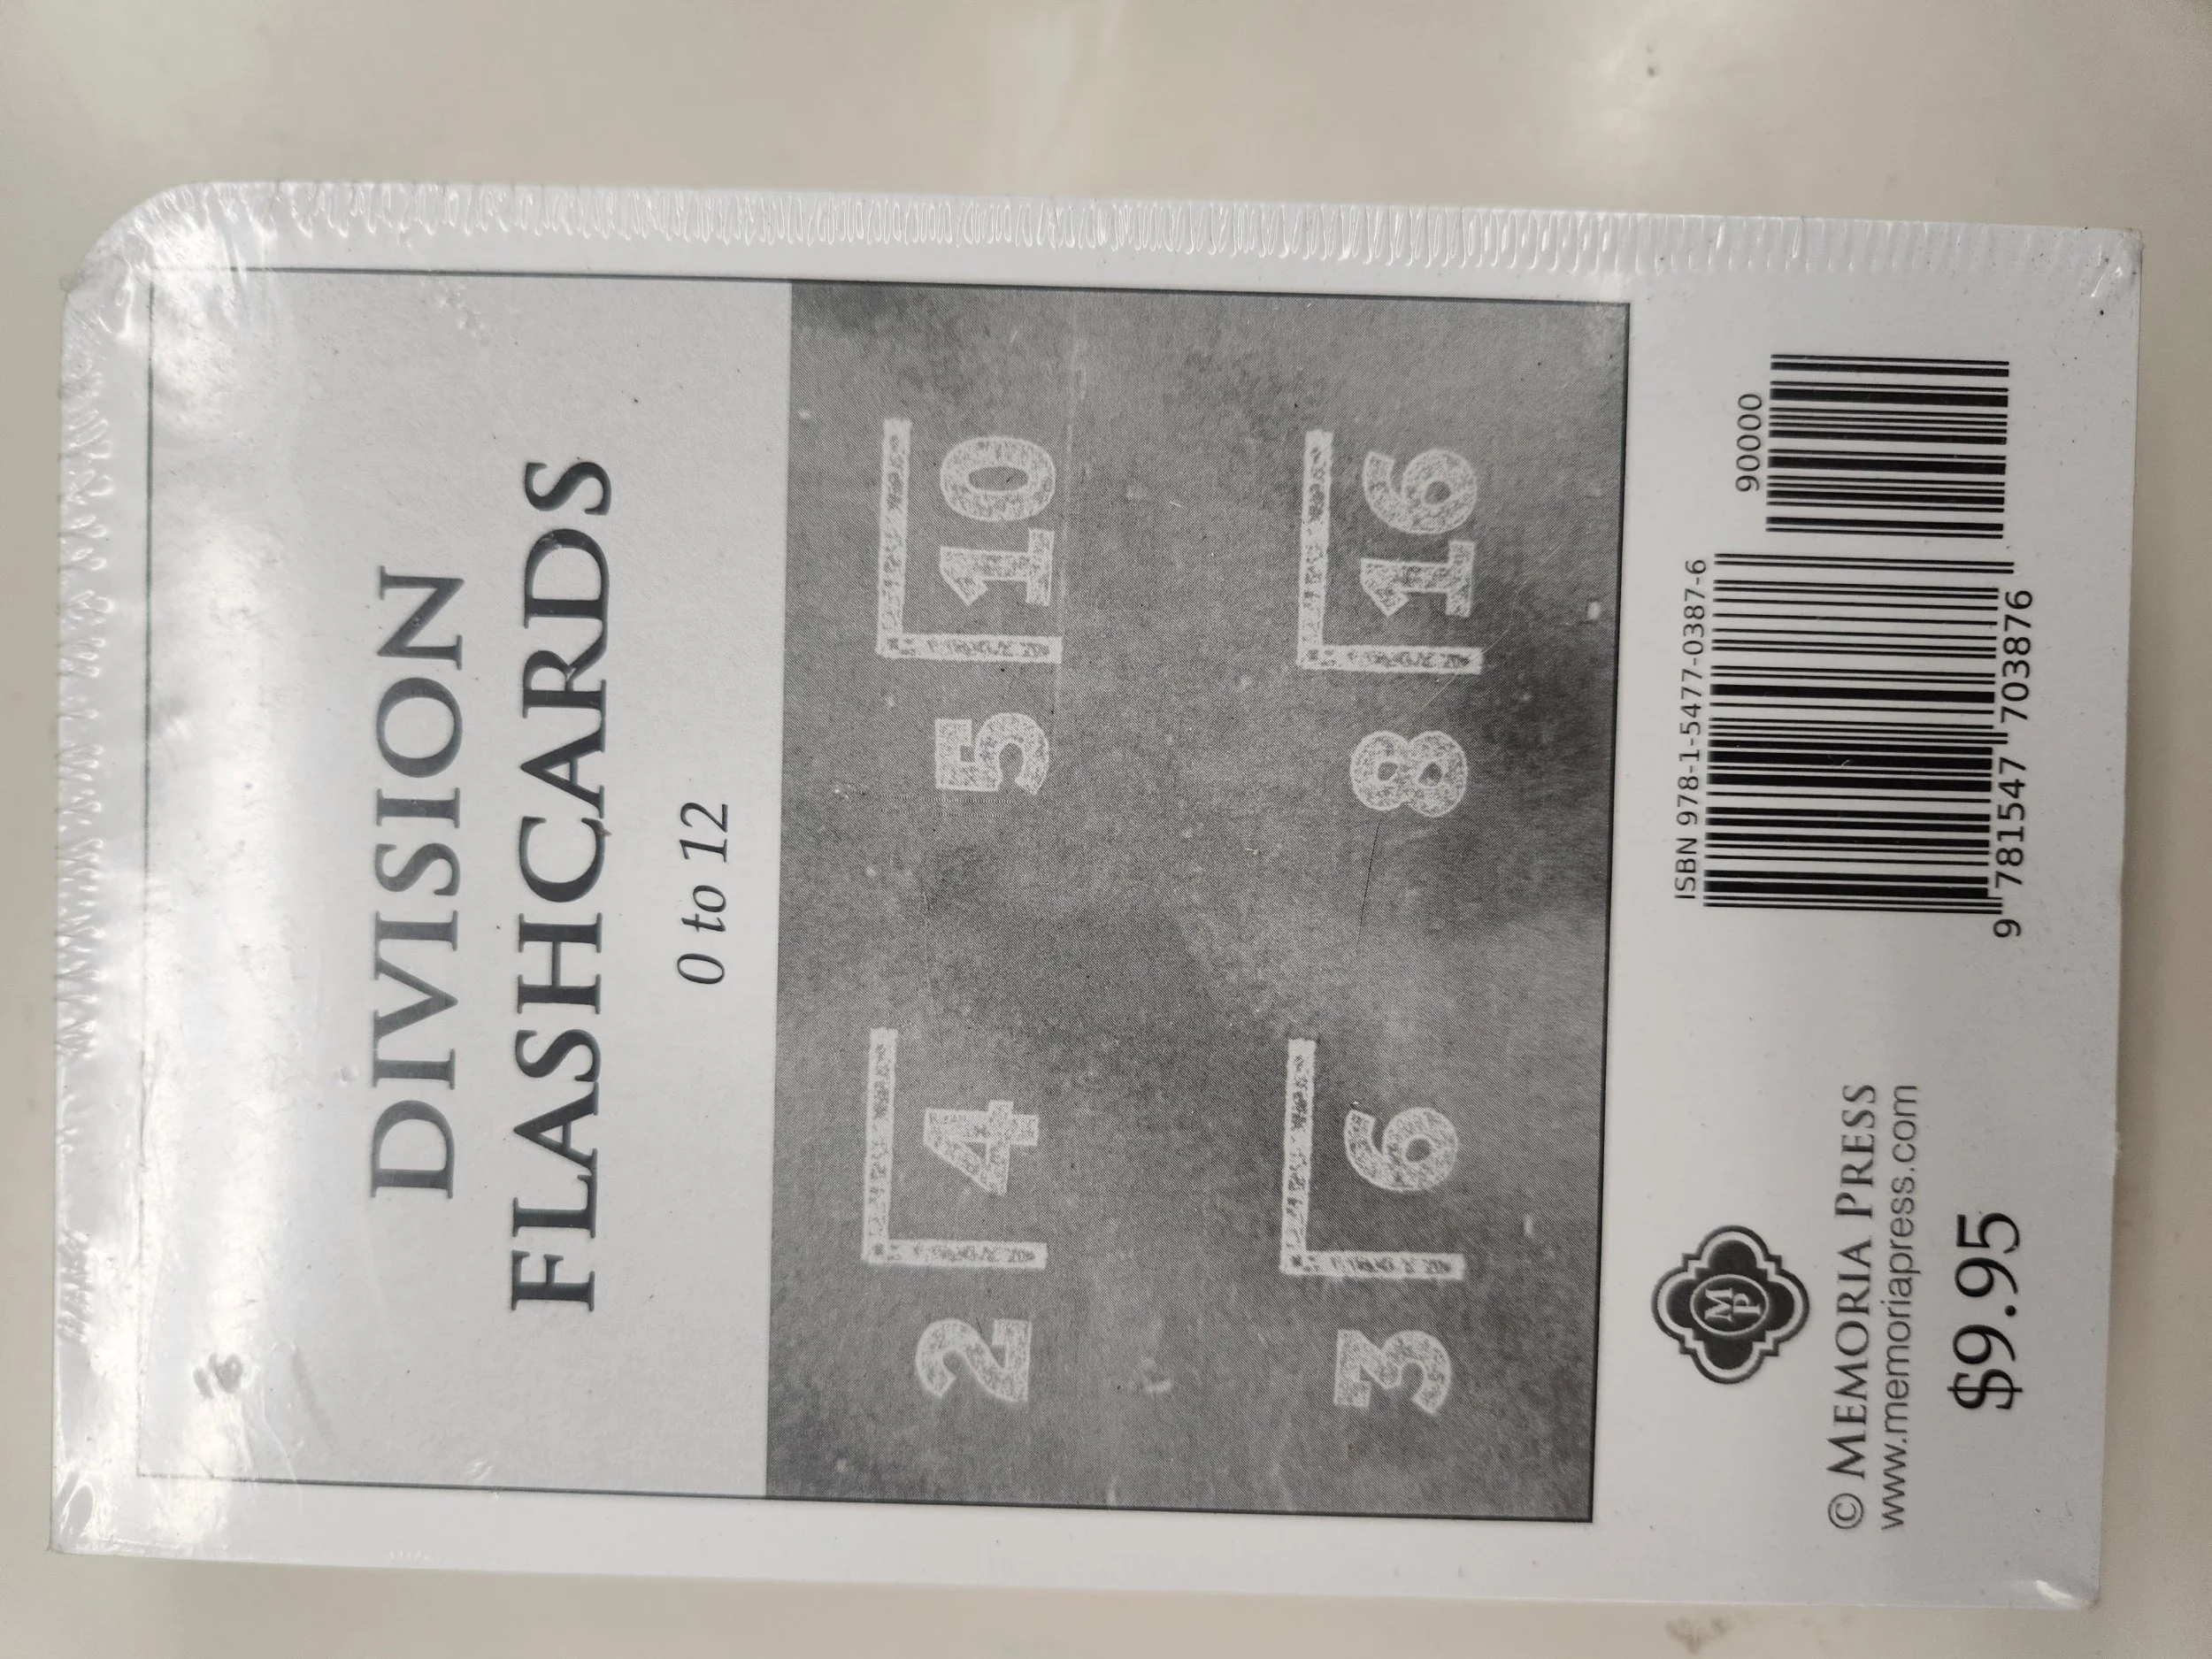 DIVISION
FLASHCARDS
0 to 12
2 4
5 10
3 6
8 16
MP
© MEMORIA PRESS
www.memoriapress.com
$9.95
ISBN 978-1-5477-0387-6
90000
9 781547 703876